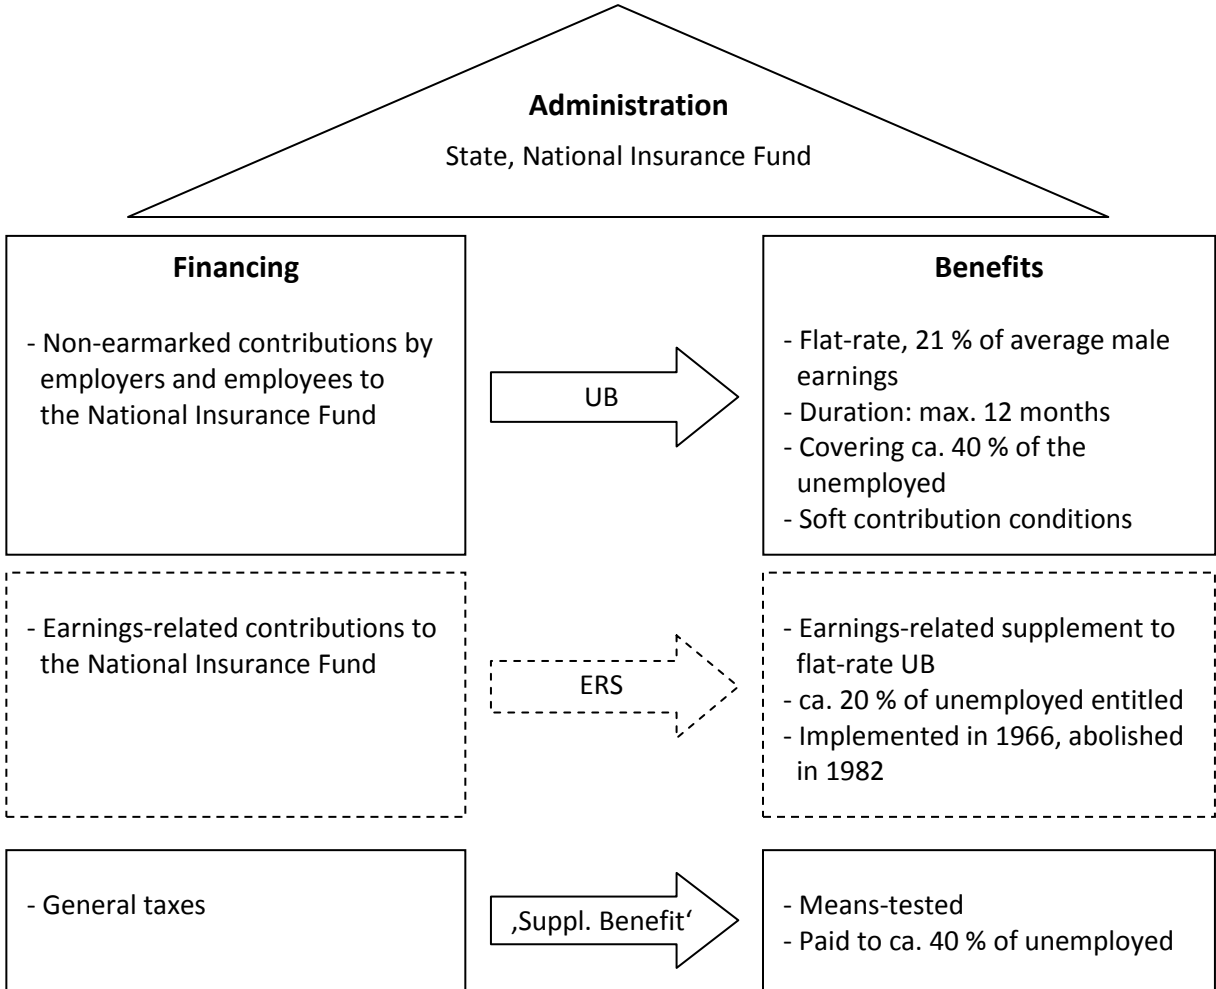 Administration
State, National Insurance Fund
Financing
- Non-earmarked contributions by
employers and employees to
the National Insurance Fund
UB
Benefits
- Flat-rate, 21 % of average male
earnings
- Duration: max. 12 months
- Covering ca. 40 % of the
unemployed
- Soft contribution conditions
- Earnings-related contributions to
the National Insurance Fund
ERS
- Earnings-related supplement to
flat-rate UB
- ca. 20 % of unemployed entitled
- Implemented in 1966, abolished
in 1982
- General taxes
‚Suppl. Benefit‘
- Means-tested
- Paid to ca. 40 % of unemployed